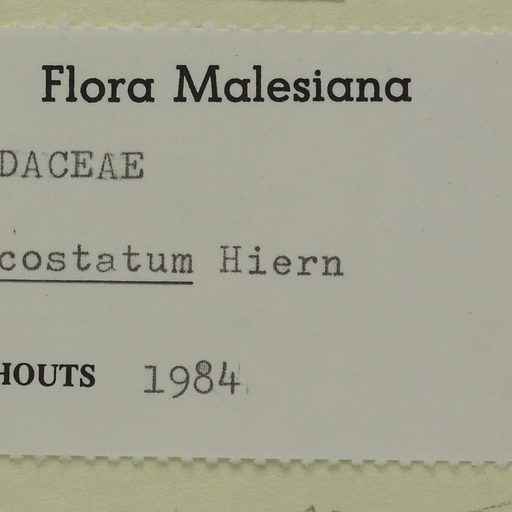 Flora Malesiana
DACEAE
costatum Hiern
HOUTS 1984